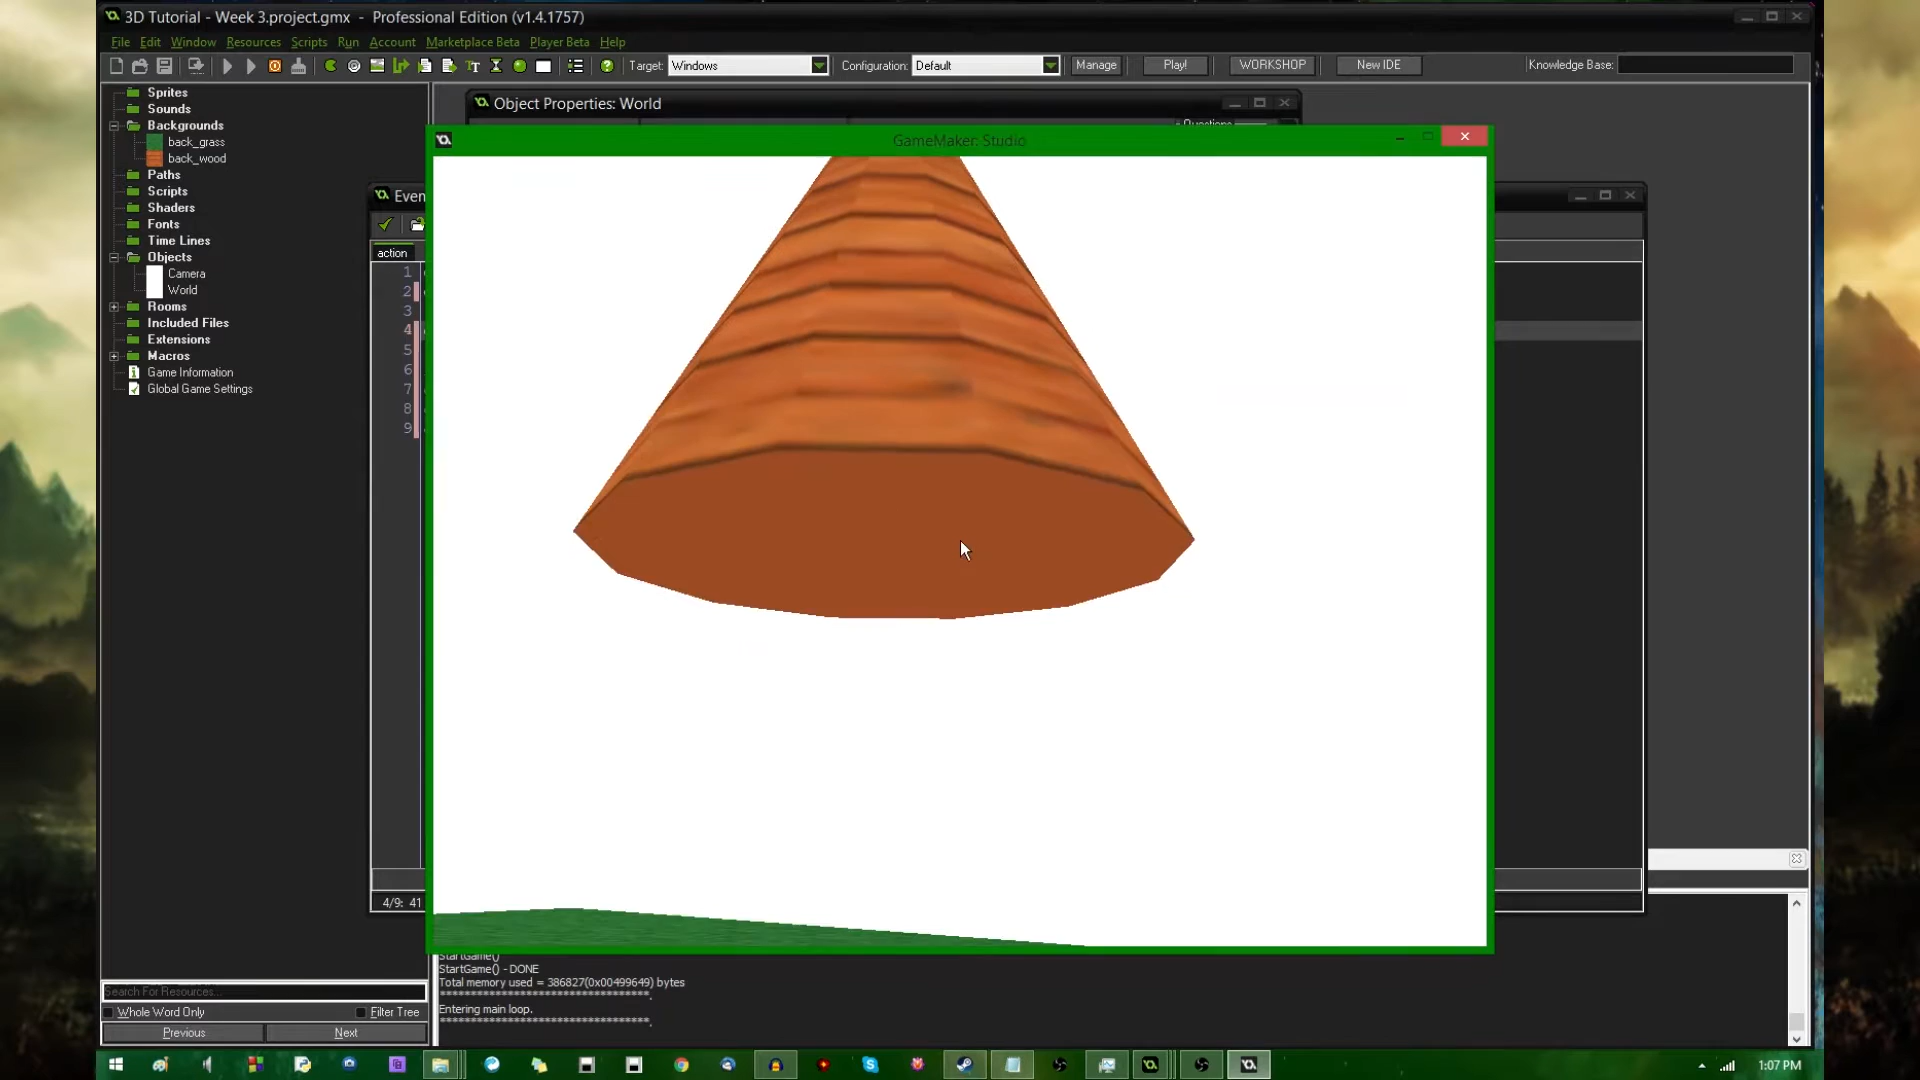 3D Tutorial - Week 3.project.gmx - Professional Edition (v1.4.1757)
File Edit Window Resources Scripts Run Account Marketplace Beta Player Beta Help
Target: Windows Configuration: Default Manage Play! WORKSHOP New IDE Knowledge Base:
Sprites
Sounds
Backgrounds
back_grass
back_wood
Paths
Scripts
Shaders
Fonts
Time Lines
Objects
Camera
World
Rooms
Included Files
Extensions
Macros
Game Information
Global Game Settings
Object Properties: World
GameMaker: Studio
Even
action
1
2
3
4
5
6
7
8
9
4/9: 41
StartGame()
StartGame() - DONE
Total memory used = 386827(0x00499649) bytes
Entering main loop.
Search For Resources...
Whole Word Only Filter Tree
Previous Next
1:07 PM